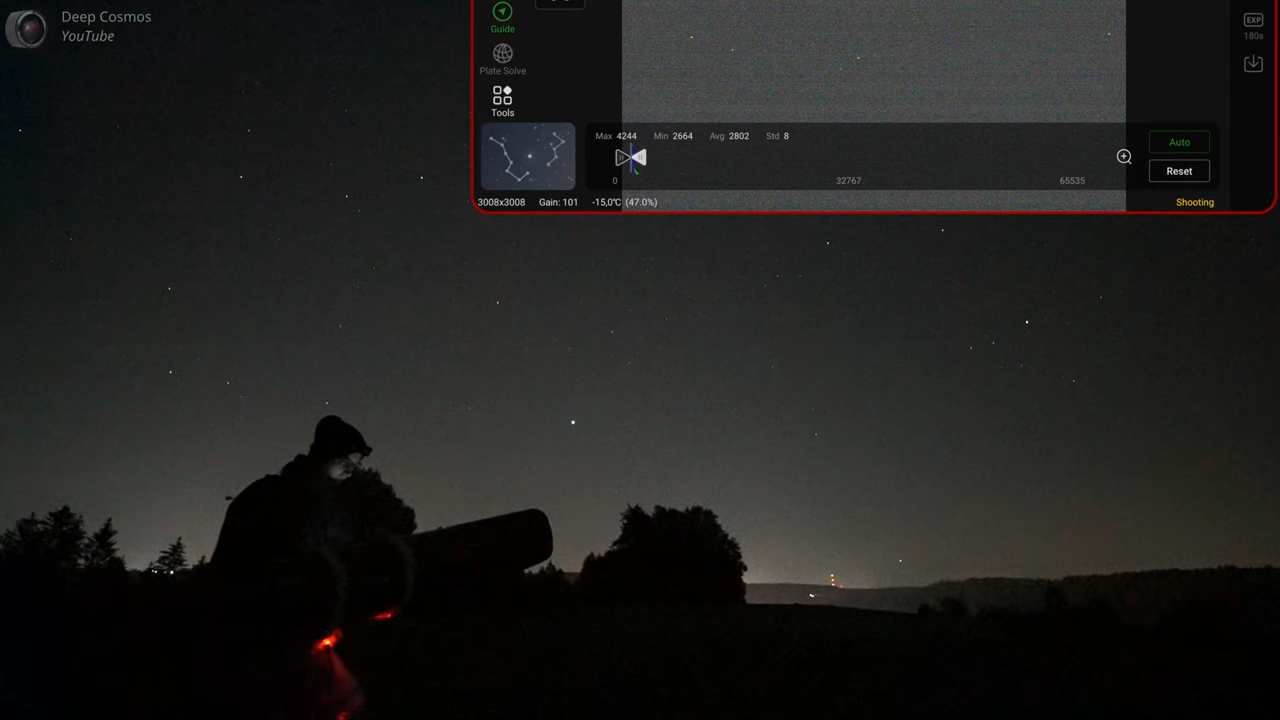 Deep Cosmos
YouTube
Guide
Plate Solve
Tools
EXP
180s
Max 4244 Min 2664 Avg 2802 Std 8
Auto
Reset
0 32767 65535
3008x3008 Gain: 101 -15,0℃ (47.0%)
Shooting